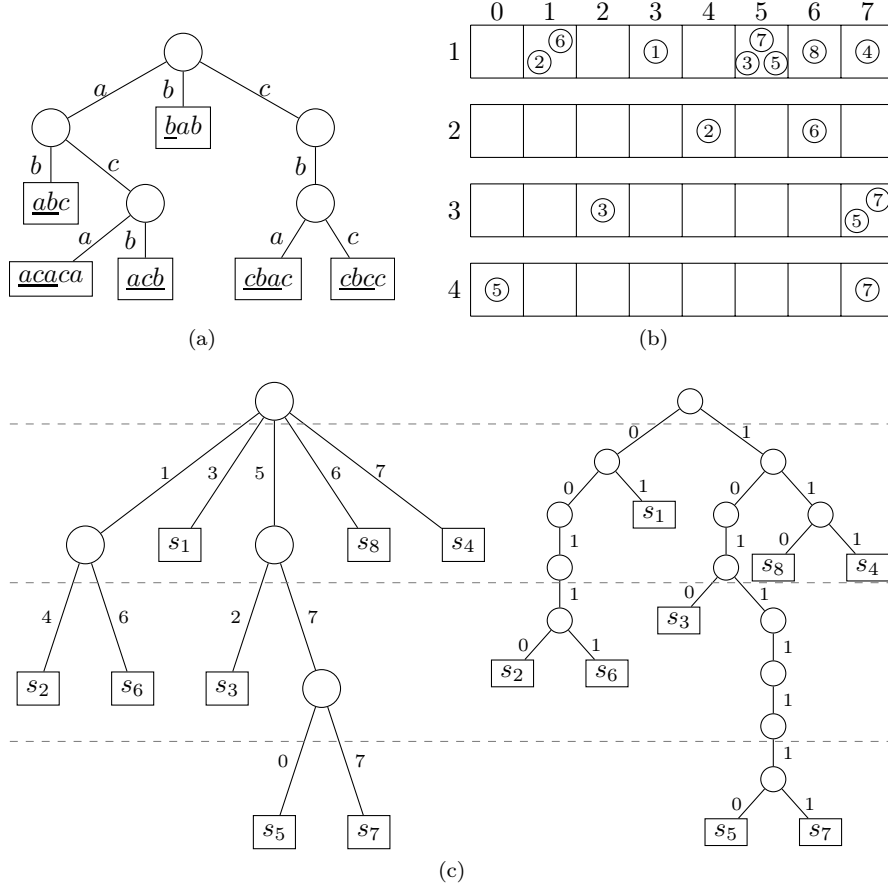 a b c
b c b
bab
abc
a b a c
acaca acb cbac cbcc
(a)
0 1 2 3 4 5 6 7
1 2 6 1 3 7 5 8 4
2 2 6
3 3 5 7
4 5 7
(b)
1 3 5 6 7
s1 s8 s4
4 6 2 7
s2 s6 s3
0 7
s5 s7
0 1
0 1 0 1
s1
1 1 0 1
s8 s4
1 0 1
s3
0 1 1
s2 s6
1
1
0 1
s5 s7
(c)